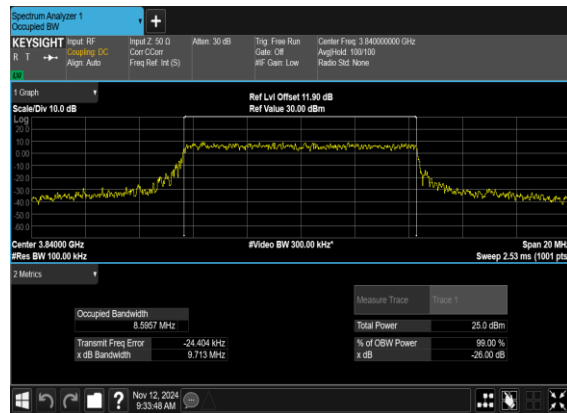 Spectrum Analyzer 1
Occupied BW
KEYSIGHT
R T
LW
Input: RF
Coupling: DC
Align: Auto
Input Z: 50 Ω
Corr CCorr
Freq Ref: Int (S)
Atten: 30 dB
Trig: Free Run
Gate: Off
#IF Gain: Low
Center Freq: 3.840000000 GHz
Avg|Hold: 100/100
Radio Std: None
1 Graph
Scale/Div 10.0 dB
Ref Lvl Offset 11.90 dB
Ref Value 30.00 dBm
Log
20.0
10.0
0.00
-10.0
-20.0
-30.0
-40.0
-50.0
-60.0
Center 3.84000 GHz
#Res BW 100.00 kHz
#Video BW 300.00 kHz*
Span 20 MHz
Sweep 2.53 ms (1001 pts)
2 Metrics
Measure Trace Trace 1
Occupied Bandwidth
8.5957 MHz
Total Power 25.0 dBm
Transmit Freq Error -24.404 kHz
% of OBW Power 99.00 %
x dB Bandwidth 9.713 MHz
x dB -26.00 dB
?
Nov 12, 2024
9:33:48 AM